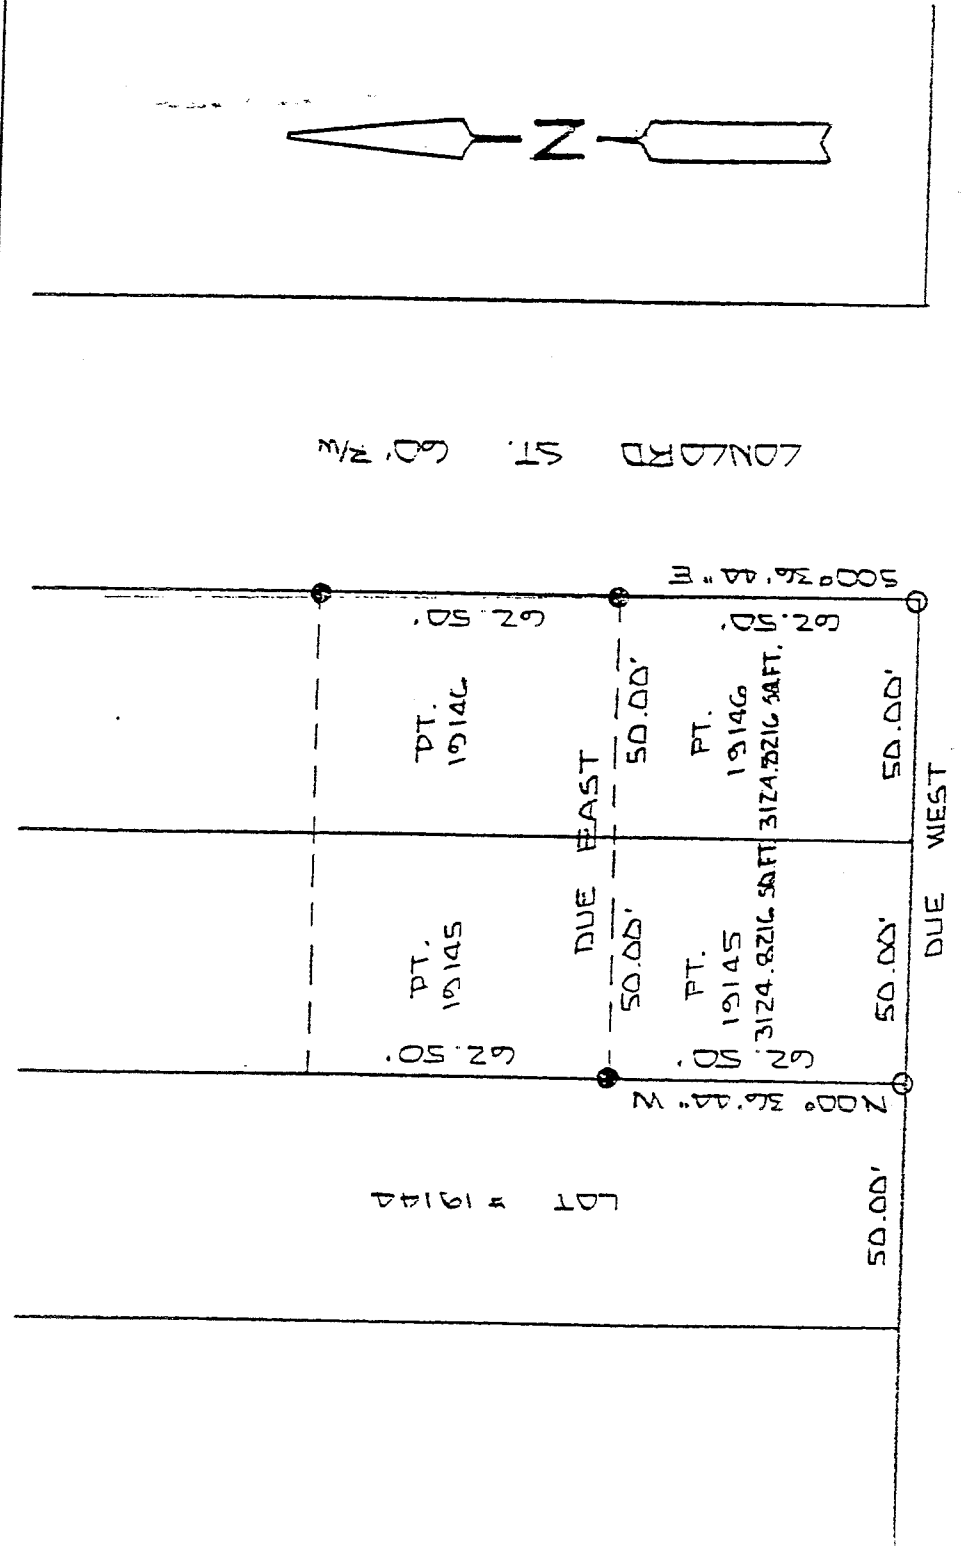 N
CONCORD ST. 60' R/W
S00° 36' 44" E
62.50'
62.50'
PT.
19146
50.00'
PT.
19146
3124.8216 SQ.FT.
50.00'
DUE EAST
DUE WEST
PT.
19145
50.00'
PT.
19145
3124.8216 SQ.FT.
50.00'
62.50'
62.50'
N00° 36' 44" W
LOT #19144
50.00'